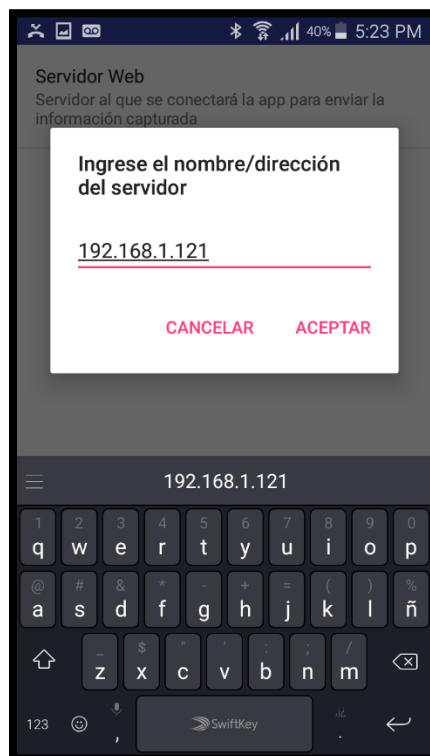 40% 5:23 PM
Servidor Web
Servidor al que se conectará la app para enviar la
información capturada
Ingrese el nombre/dirección
del servidor
192.168.1.121
CANCELAR ACEPTAR
192.168.1.121
1 2 3 4 5 6 7 8 9 0
q w e r t y u i o p
@ # & * - + = ( ) %
a s d f g h j k l ñ
_ $ " ' : ; /
z x c v b n m
123 , SwiftKey .